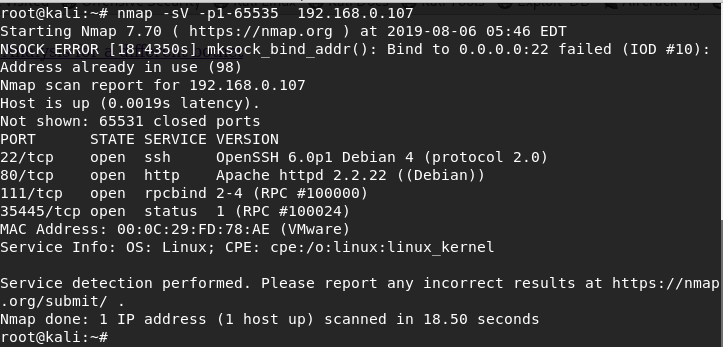 root@kali:~# nmap -sV -p1-65535  192.168.0.107
Starting Nmap 7.70 ( https://nmap.org ) at 2019-08-06 05:46 EDT
NSOCK ERROR [18.4350s] mksock_bind_addr(): Bind to 0.0.0.0:22 failed (IOD #10):
Address already in use (98)
Nmap scan report for 192.168.0.107
Host is up (0.0019s latency).
Not shown: 65531 closed ports
PORT      STATE SERVICE VERSION
22/tcp    open  ssh     OpenSSH 6.0p1 Debian 4 (protocol 2.0)
80/tcp    open  http    Apache httpd 2.2.22 ((Debian))
111/tcp   open  rpcbind 2-4 (RPC #100000)
35445/tcp open  status  1 (RPC #100024)
MAC Address: 00:0C:29:FD:78:AE (VMware)
Service Info: OS: Linux; CPE: cpe:/o:linux:linux_kernel

Service detection performed. Please report any incorrect results at https://nmap
.org/submit/ .
Nmap done: 1 IP address (1 host up) scanned in 18.50 seconds
root@kali:~#